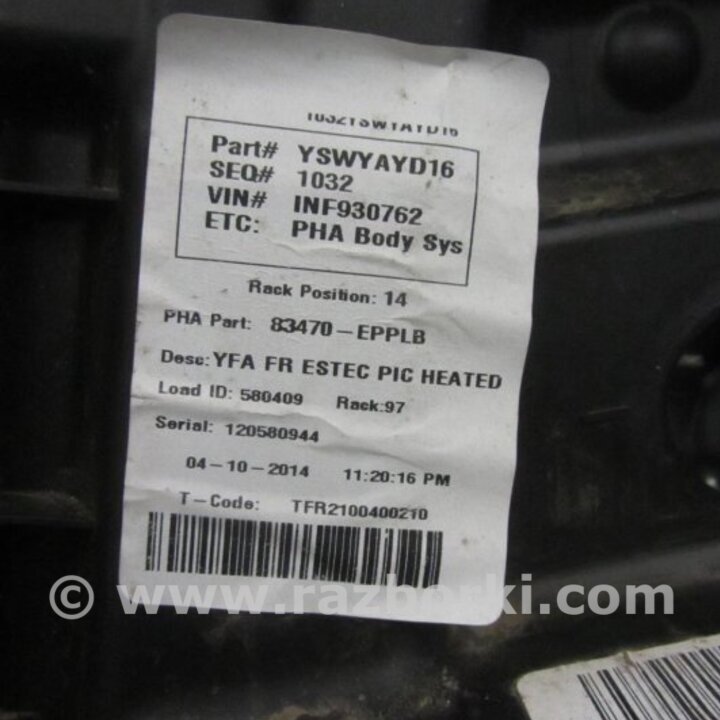 1032YSWYAYD16
Part# YSWYAYD16
SEQ# 1032
VIN# INF930762
ETC: PHA Body Sys
Rack Position: 14
PHA Part: 83470-EPPLB
Desc: YFA FR ESTEC PIC HEATED
Load ID: 580409 Rack: 97
Serial: 120580944
04-10-2014 11:20:16 PM
T-Code: TFR2100400210
© www.razborki.com